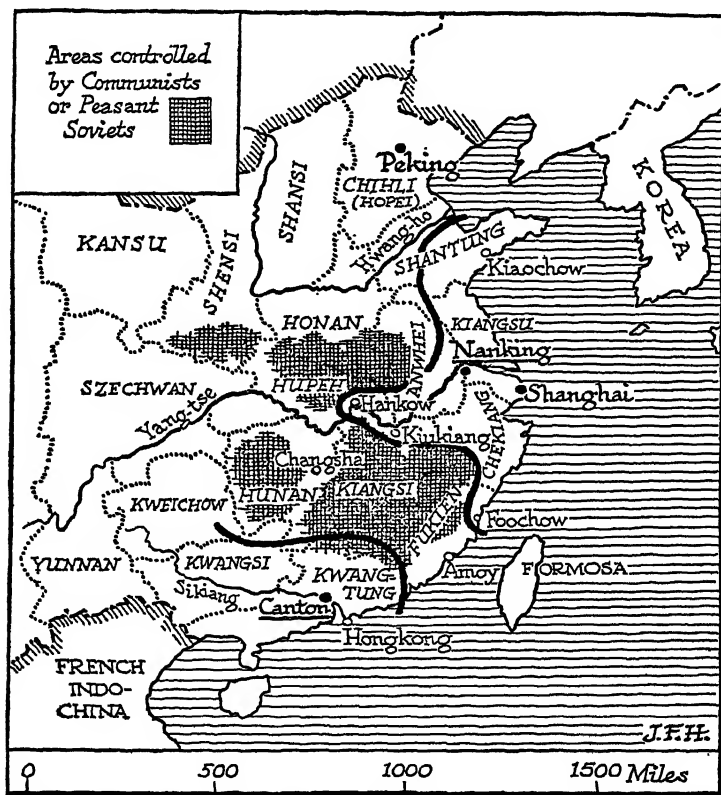 Areas controlled
by Communists
or Peasant
Soviets
Peking
CHIHLI
(HOPEI)
SHANSI
KOREA
KANSU
SHENSI
Hwang-ho
SHANTUNG
Kiaochow
HONAN
KIANGSU
ANWHEI
Nanking
SZECHWAN
HUPEH
Hankow
Shanghai
Yang-tse
Kiukiang
CHEKIANG
Changsha
HUNAN
KIANGSI
KWEICHOW
FUKIEN
Foochow
YUNNAN
KWANGSI
KWANG-
TUNG
Amoy
FORMOSA
Sikiang
Canton
Hongkong
FRENCH
INDO-
CHINA
J.F.H.
0 500 1000 1500 Miles